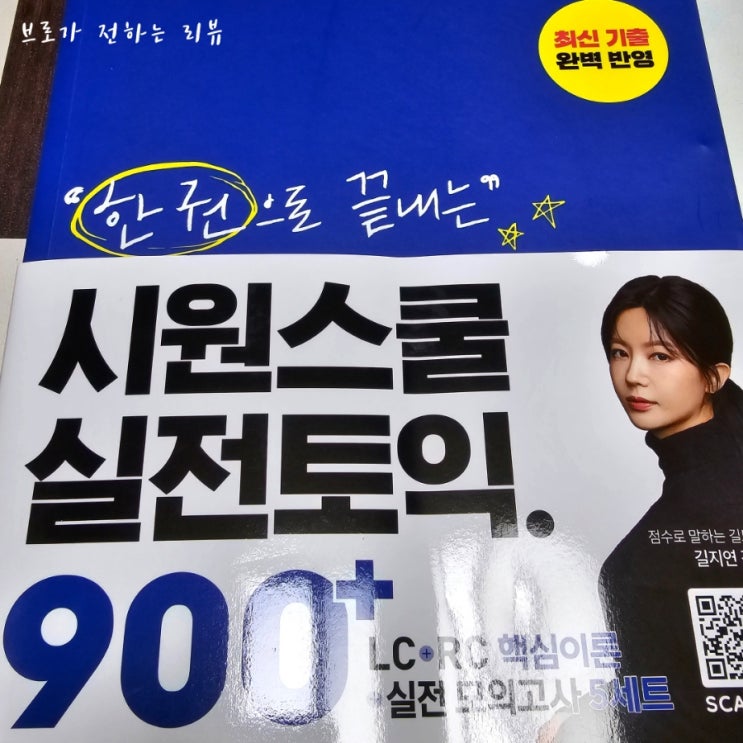 브로가 전하는 리뷰
최신 기출
완벽 반영
"한 권으로 끝내는"
시원스쿨
실전토익.
900+
점수로 말하는
길지연
LC+RC 핵심이론
+실전 모의고사 5세트